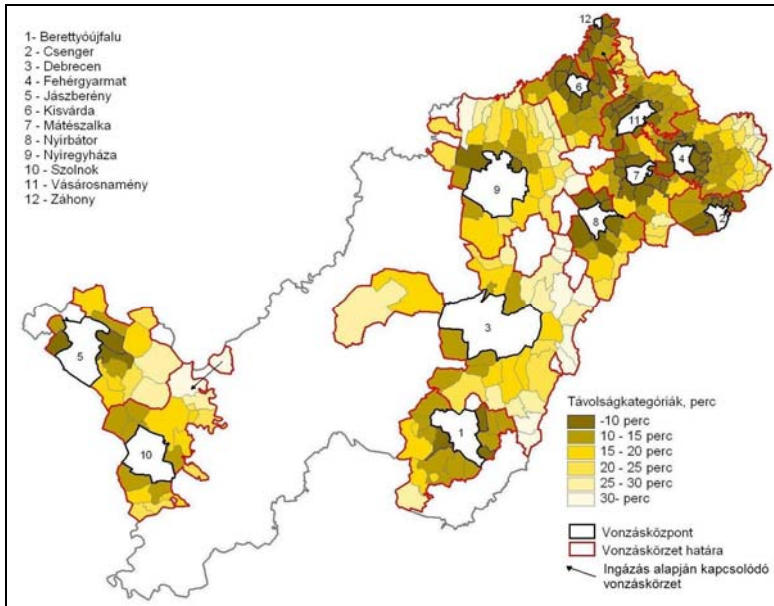 1- Berettyóújfalu
2 - Csenger
3 - Debrecen
4 - Fehérgyarmat
5 - Jászberény
6 - Kisvárda
7 - Mátészalka
8 - Nyírbátor
9 - Nyíregyháza
10 - Szolnok
11 - Vásárosnamény
12 - Záhony
12
6
11
4
7
9
8
2
3
5
1
10
Távolságkategóriák, perc
-10 perc
10 - 15 perc
15 - 20 perc
20 - 25 perc
25 - 30 perc
30- perc
Vonzásközpont
Vonzáskörzet határa
Ingázás alapján kapcsolódó
vonzáskörzet